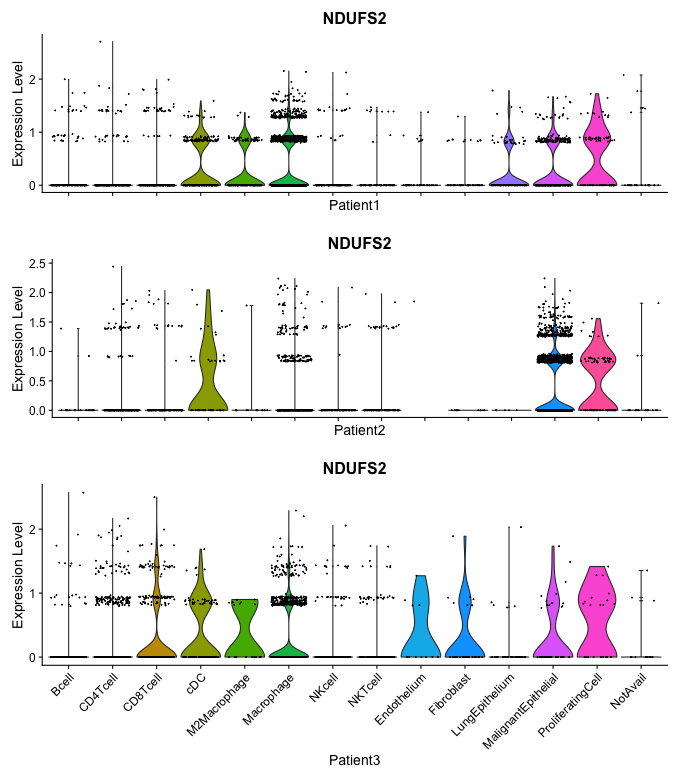 NDUFS2
Expression Level
2
1
0
Patient1
NDUFS2
Expression Level
2.5
2.0
1.5
1.0
0.5
0.0
Patient2
NDUFS2
Expression Level
2
1
0
Bcell
CD4Tcell
CD8Tcell
cDC
M2Macrophage
Macrophage
NKcell
NKTcell
Endothelium
Fibroblast
LungEpithelium
MalignantEpithelial
ProliferatingCell
NotAvail
Patient3